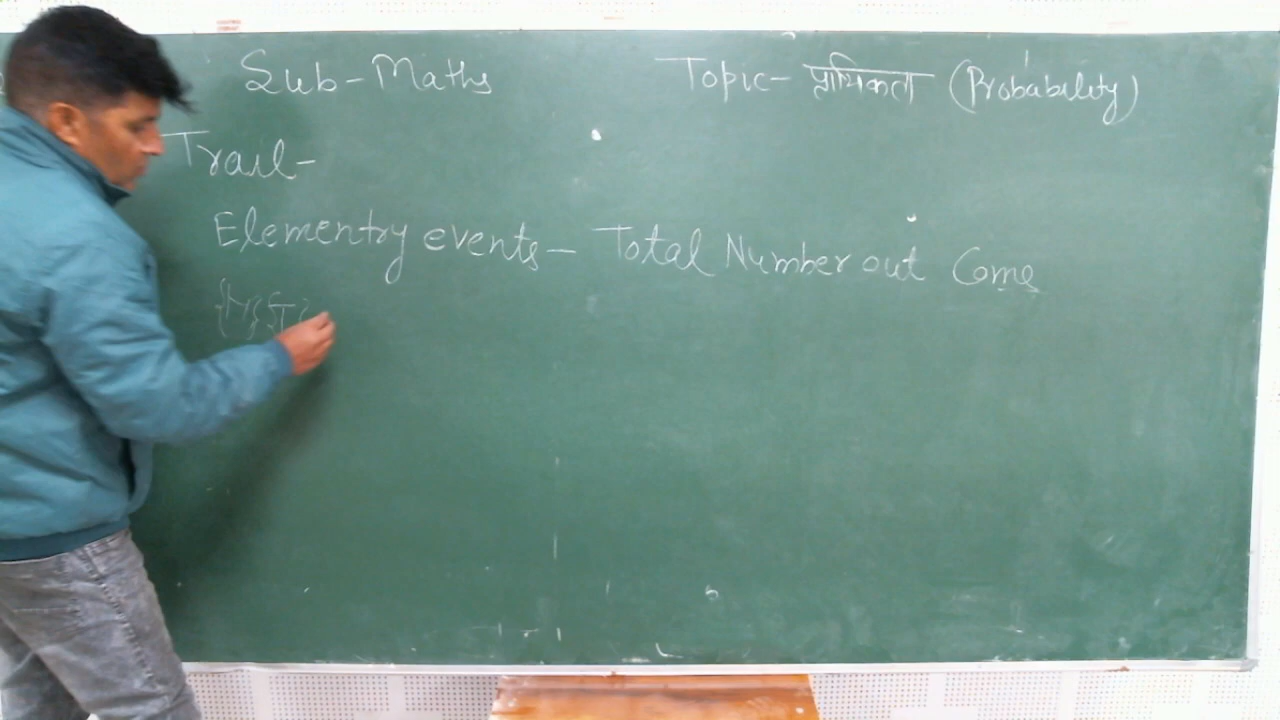 Sub-Maths
Topic- प्रायिकता (Probability)
Trail-
Elementry events- Total Number out Come
{H}{T}